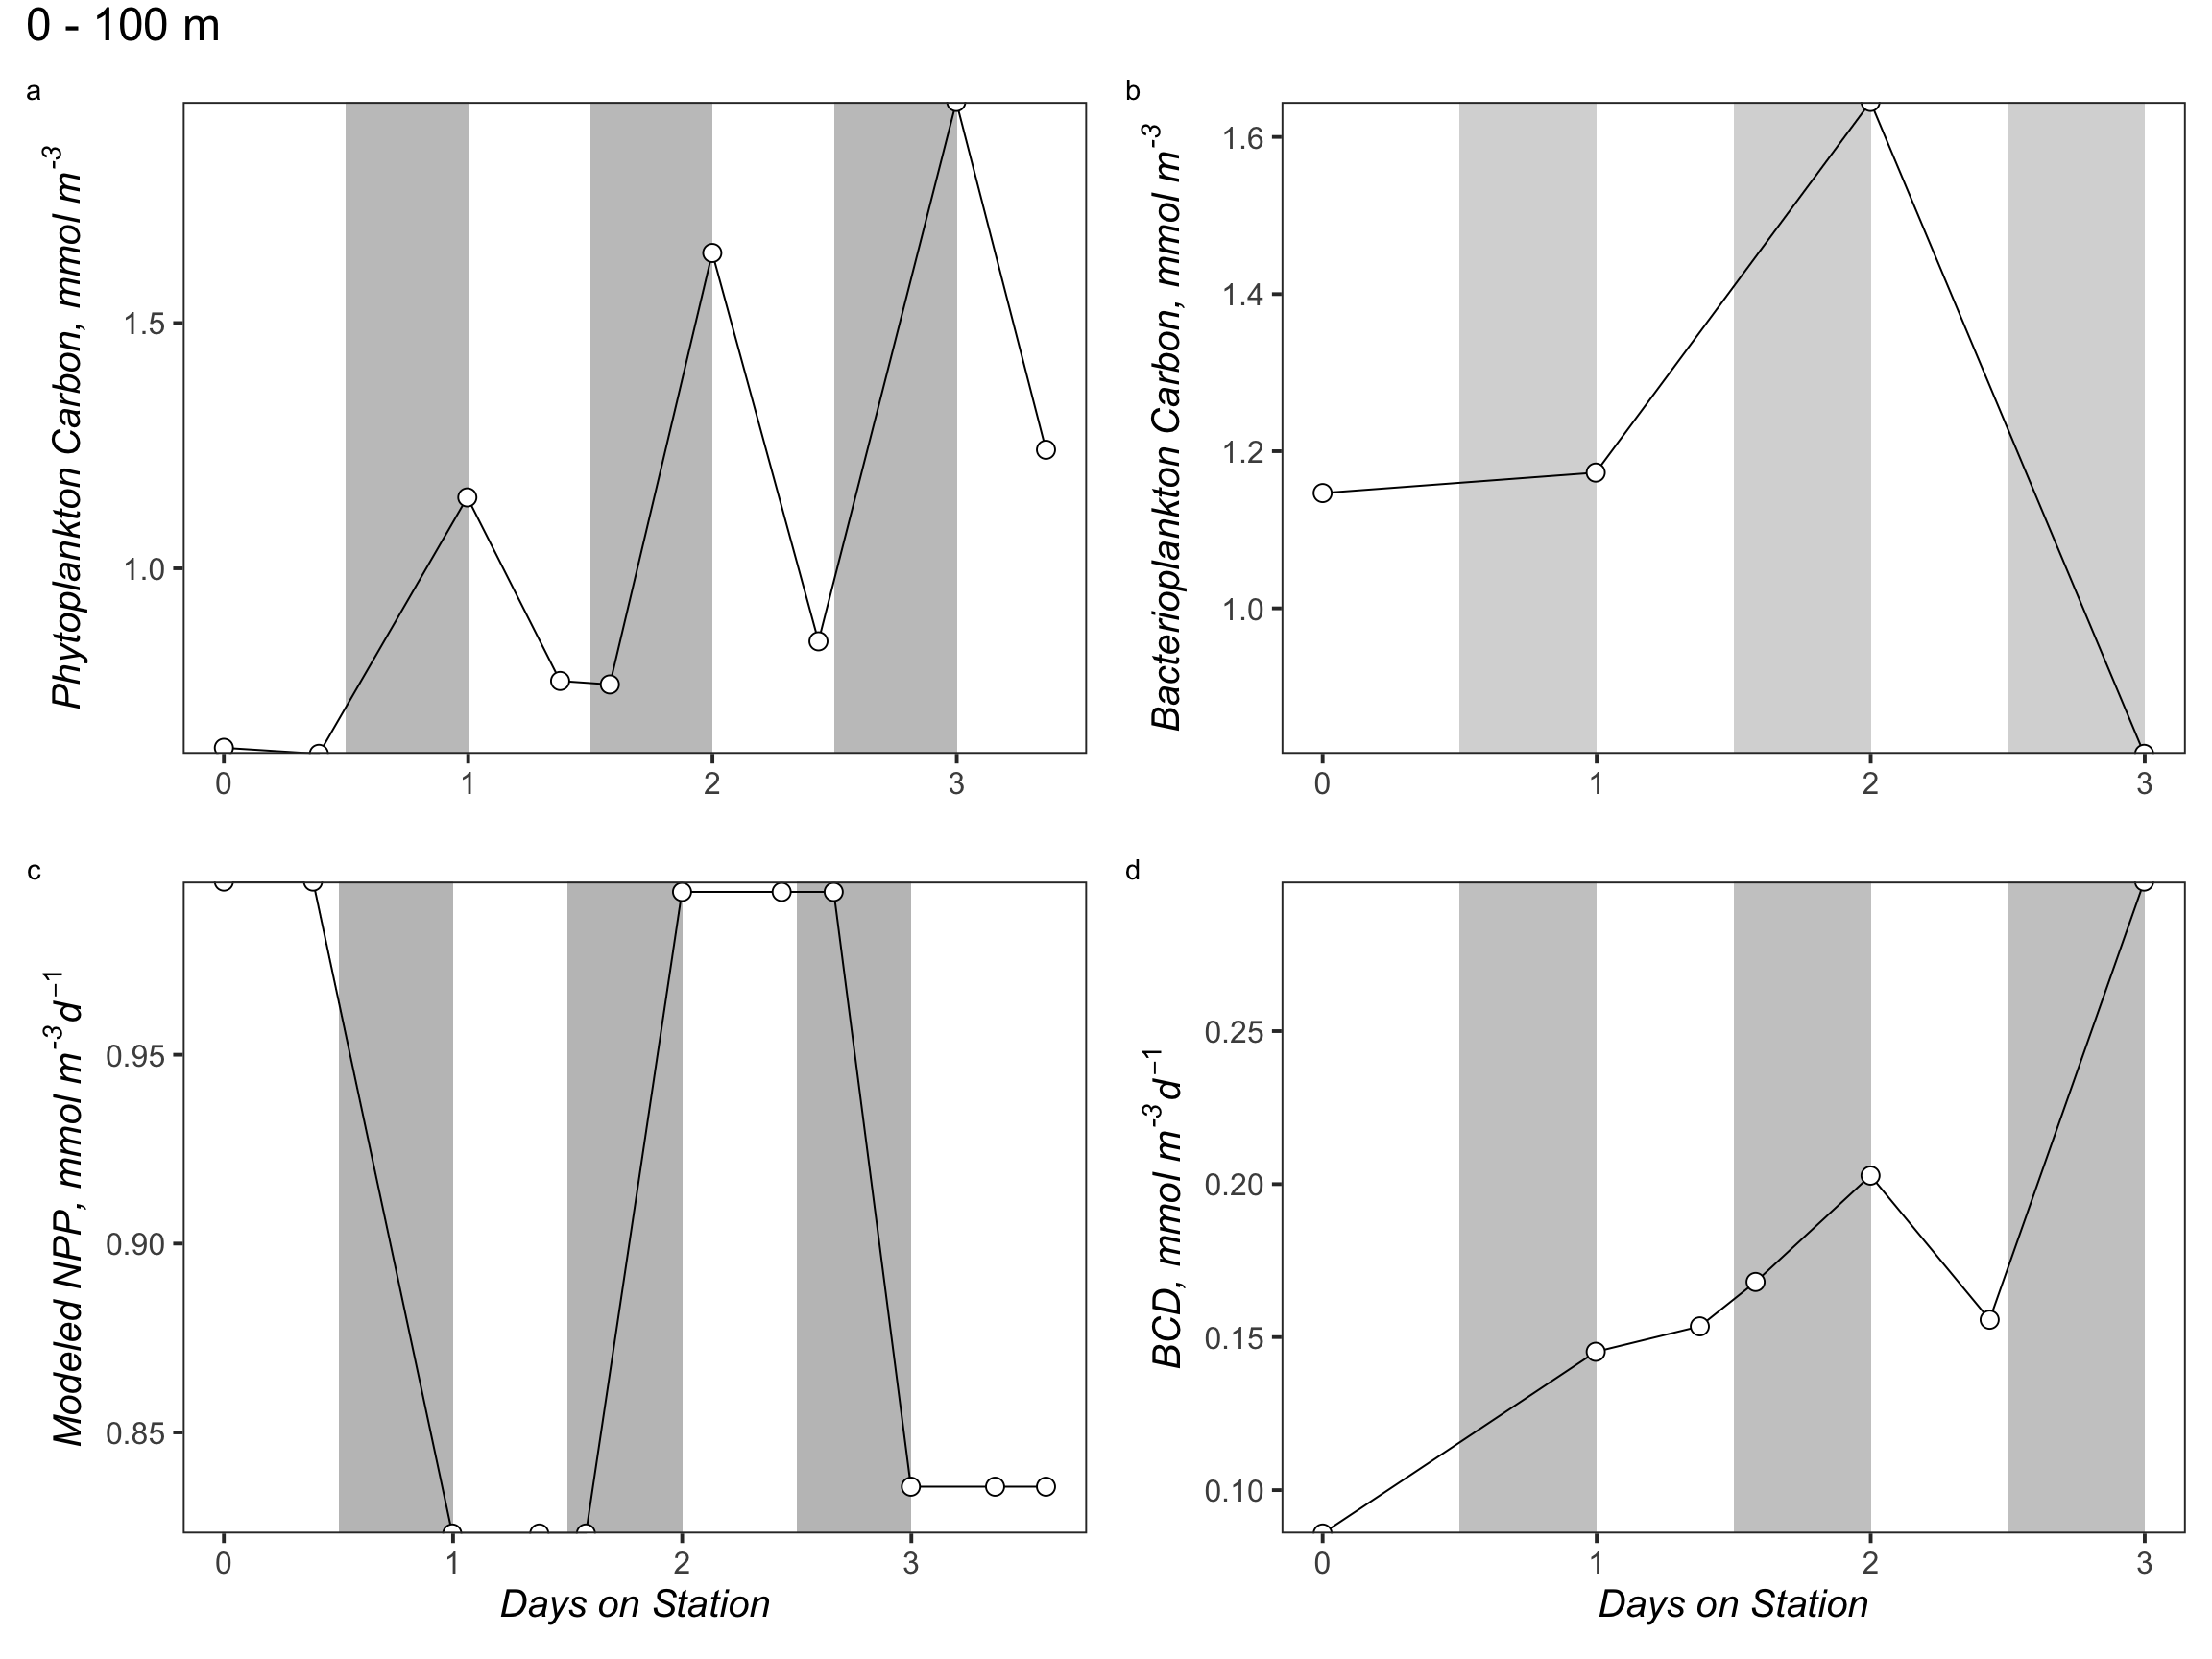 0 - 100 m
a
Phytoplankton Carbon, mmol m-3
1.5
1.0
0 1 2 3
b
Bacterioplankton Carbon, mmol m-3
1.6
1.4
1.2
1.0
0 1 2 3
c
Modeled NPP, mmol m-3 d−1
0.95
0.90
0.85
0 1 2 3
Days on Station
d
BCD, mmol m-3 d−1
0.25
0.20
0.15
0.10
0 1 2 3
Days on Station